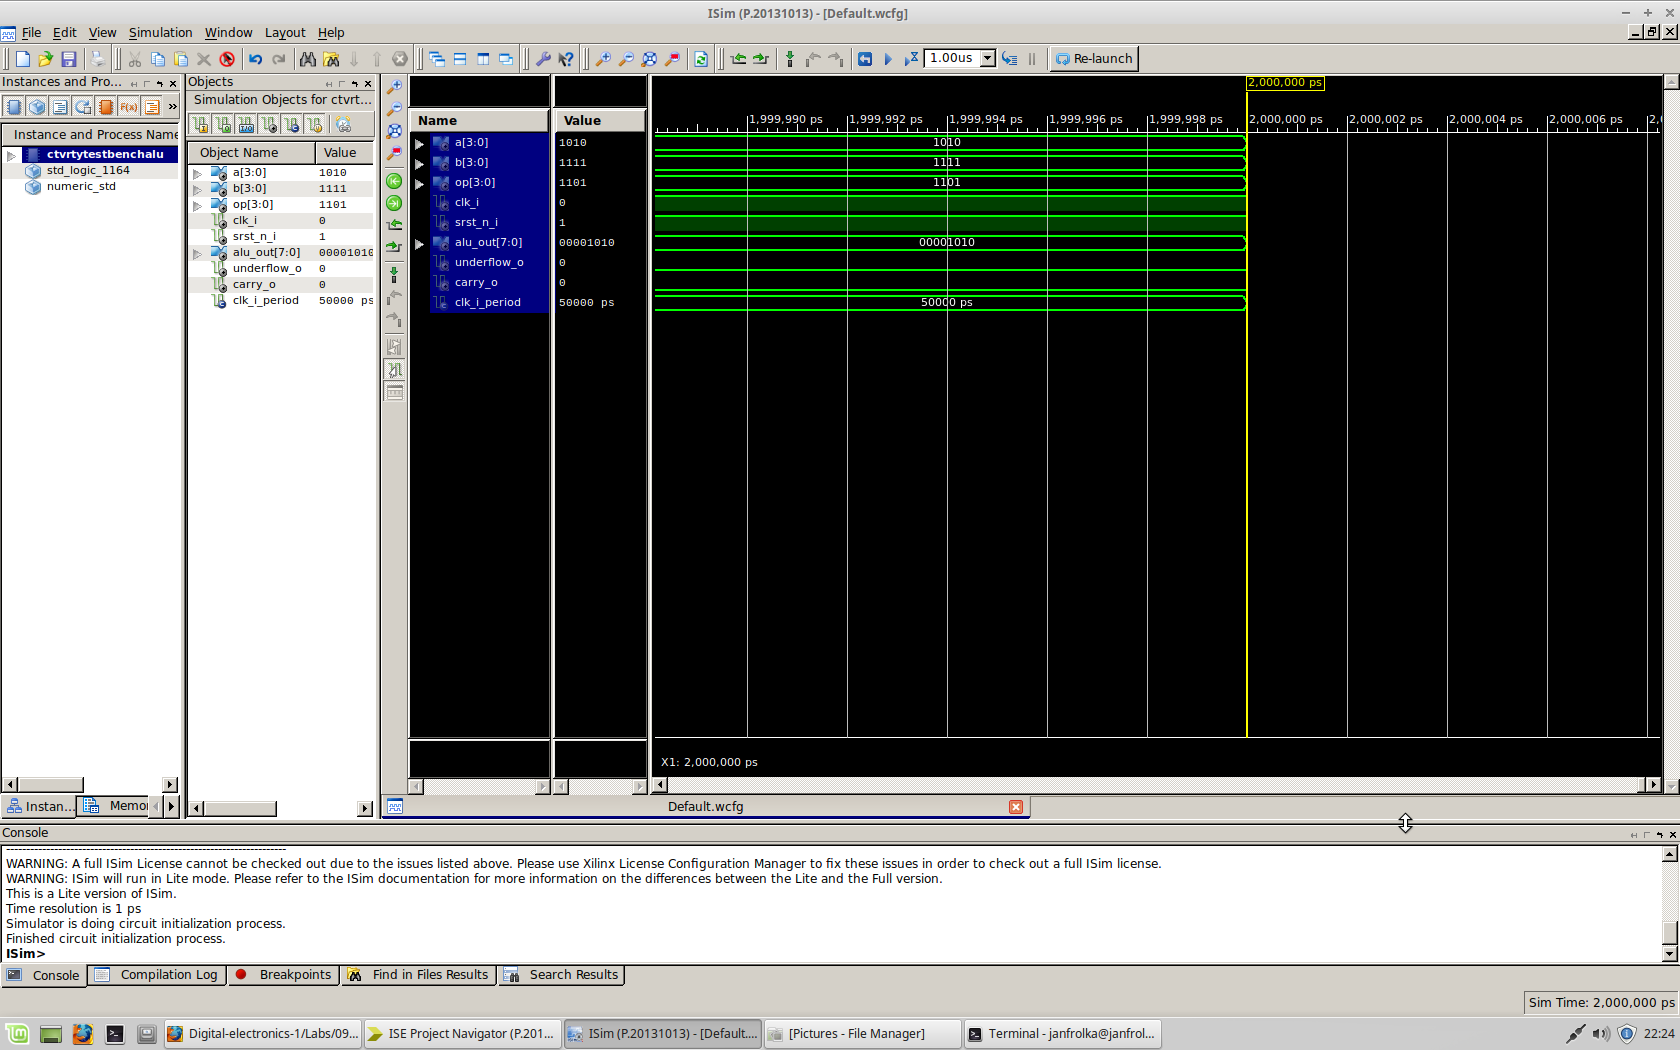 ISim (P.20131013) - [Default.wcfg]
File Edit View Simulation Window Layout Help
1.00us Re-launch
Instances and Pro...
Instance and Process Name
ctvrtytestbenchalu
std_logic_1164
numeric_std
Instan... Memor
Objects
Simulation Objects for ctvrt...
Object Name Value
a[3:0] 1010
b[3:0] 1111
op[3:0] 1101
clk_i 0
srst_n_i 1
alu_out[7:0] 00001010
underflow_o 0
carry_o 0
clk_i_period 50000 ps
2,000,000 ps
Name Value
1,999,990 ps 1,999,992 ps 1,999,994 ps 1,999,996 ps 1,999,998 ps 2,000,000 ps 2,000,002 ps 2,000,004 ps 2,000,006 ps 2,0
a[3:0] 1010 1010
b[3:0] 1111 1111
op[3:0] 1101 1101
clk_i 0
srst_n_i 1
alu_out[7:0] 00001010 00001010
underflow_o 0
carry_o 0
clk_i_period 50000 ps 50000 ps
X1: 2,000,000 ps
Default.wcfg
Console
WARNING: A full ISim License cannot be checked out due to the issues listed above. Please use Xilinx License Configuration Manager to fix these issues in order to check out a full ISim license.
WARNING: ISim will run in Lite mode. Please refer to the ISim documentation for more information on the differences between the Lite and the Full version.
This is a Lite version of ISim.
Time resolution is 1 ps
Simulator is doing circuit initialization process.
Finished circuit initialization process.
ISim>
Console Compilation Log Breakpoints Find in Files Results Search Results
Sim Time: 2,000,000 ps
Digital-electronics-1/Labs/09... ISE Project Navigator (P.201... ISim (P.20131013) - [Default.... [Pictures - File Manager] Terminal - janfrolka@janfrol... 22:24